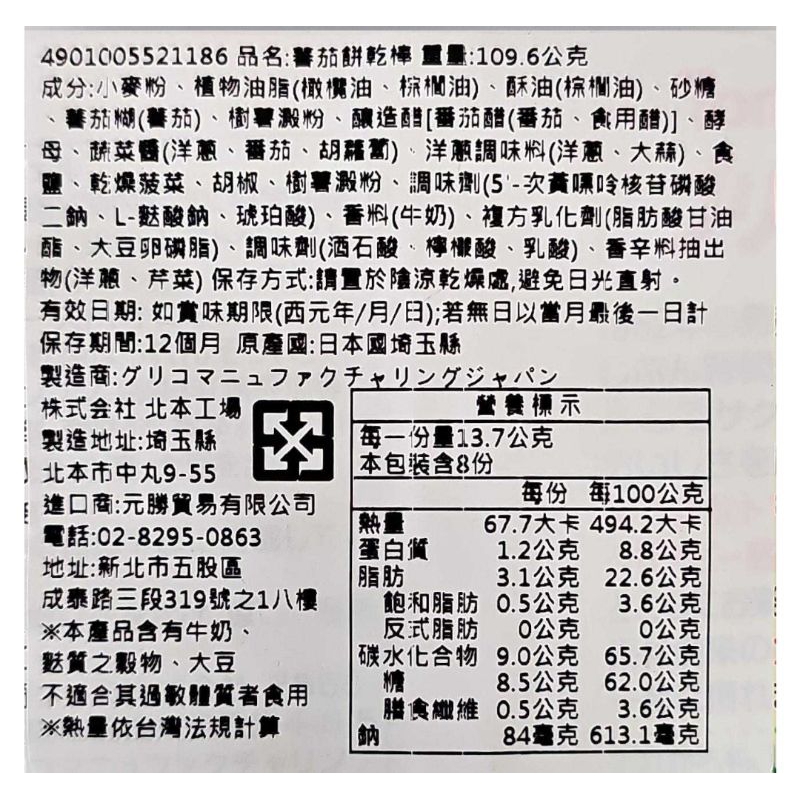 4901005521186 品名:蕃茄餅乾棒 重量:109.6公克
成分:小麥粉、植物油脂(橄欖油、棕櫚油)、酥油(棕櫚油)、砂糖
、蕃茄糊(蕃茄)、樹薯澱粉、釀造醋[番茄醋(番茄、食用醋)]、酵
母、蔬菜醬(洋蔥、番茄、胡蘿蔔)、洋蔥調味料(洋蔥、大蒜)、食
鹽、乾燥菠菜、胡椒、樹薯澱粉、調味劑(5'-次黃嘌呤核苷磷酸
二鈉、L-麩酸鈉、琥珀酸)、香料(牛奶)、複方乳化劑(脂肪酸甘油
酯、大豆卵磷脂)、調味劑(酒石酸、檸檬酸、乳酸)、香辛料抽出
物(洋蔥、芹菜) 保存方式:請置於陰涼乾燥處,避免日光直射。
有效日期: 如賞味期限(西元年/月/日);若無日以當月最後一日計
保存期間:12個月 原產國:日本國埼玉縣
製造商:グリコマニュファクチャリングジャパン
株式会社 北本工場
製造地址:埼玉縣
北本市中丸9-55
進口商:元勝貿易有限公司
電話:02-8295-0863
地址:新北市五股區
成泰路三段319號之1八樓
※本產品含有牛奶、
麩質之穀物、大豆
不適合其過敏體質者食用
※熱量依台灣法規計算
營養標示
每一份量13.7公克
本包裝含8份
每份 每100公克
熱量 67.7大卡 494.2大卡
蛋白質 1.2公克 8.8公克
脂肪 3.1公克 22.6公克
飽和脂肪 0.5公克 3.6公克
反式脂肪 0公克 0公克
碳水化合物 9.0公克 65.7公克
糖 8.5公克 62.0公克
膳食纖維 0.5公克 3.6公克
鈉 84毫克 613.1毫克